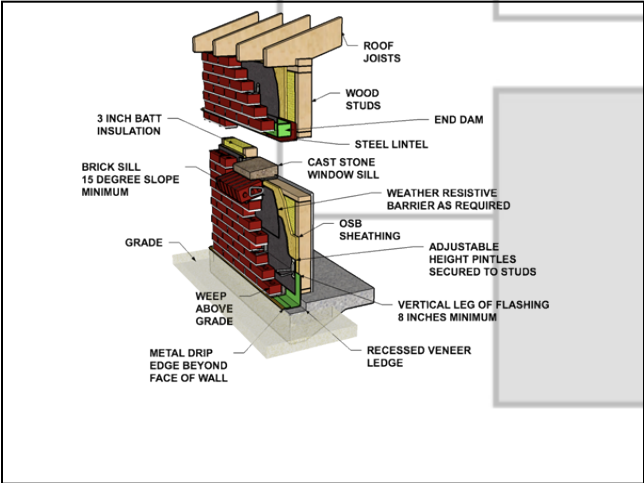 ROOF
JOISTS
WOOD
STUDS
END DAM
3 INCH BATT
INSULATION
STEEL LINTEL
CAST STONE
WINDOW SILL
BRICK SILL
15 DEGREE SLOPE
MINIMUM
WEATHER RESISTIVE
BARRIER AS REQUIRED
OSB
SHEATHING
GRADE
ADJUSTABLE
HEIGHT PINTLES
SECURED TO STUDS
WEEP
ABOVE
GRADE
VERTICAL LEG OF FLASHING
8 INCHES MINIMUM
METAL DRIP
EDGE BEYOND
FACE OF WALL
RECESSED VENEER
LEDGE